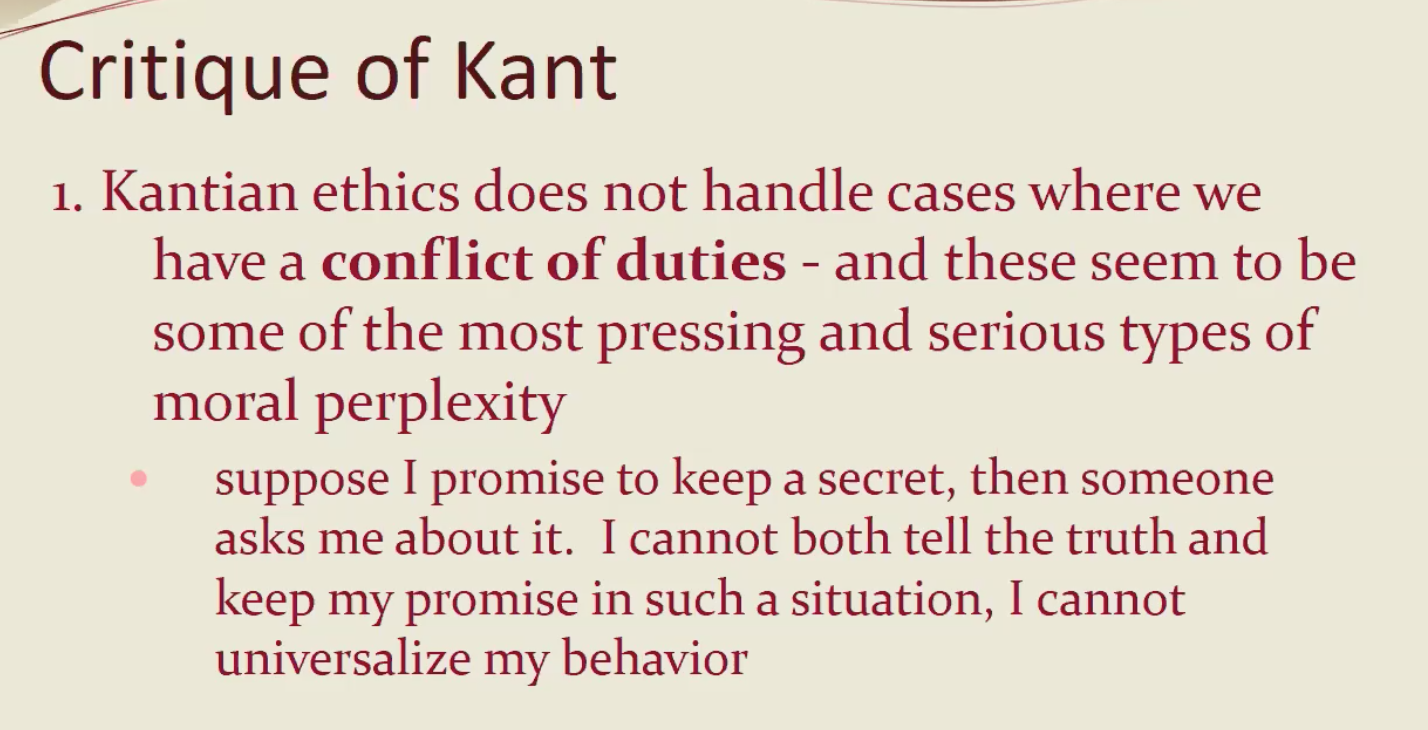 Critique of Kant
1. Kantian ethics does not handle cases where we
have a conflict of duties - and these seem to be
some of the most pressing and serious types of
moral perplexity
• suppose I promise to keep a secret, then someone
asks me about it. I cannot both tell the truth and
keep my promise in such a situation, I cannot
universalize my behavior